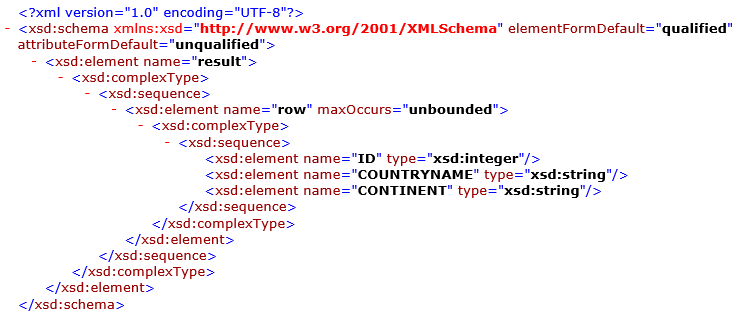 <?xml version="1.0" encoding="UTF-8"?>
- <xsd:schema xmlns:xsd="http://www.w3.org/2001/XMLSchema" elementFormDefault="qualified"
attributeFormDefault="unqualified">
- <xsd:element name="result">
- <xsd:complexType>
- <xsd:sequence>
- <xsd:element name="row" maxOccurs="unbounded">
- <xsd:complexType>
- <xsd:sequence>
<xsd:element name="ID" type="xsd:integer"/>
<xsd:element name="COUNTRYNAME" type="xsd:string"/>
<xsd:element name="CONTINENT" type="xsd:string"/>
</xsd:sequence>
</xsd:complexType>
</xsd:element>
</xsd:sequence>
</xsd:complexType>
</xsd:element>
</xsd:schema>